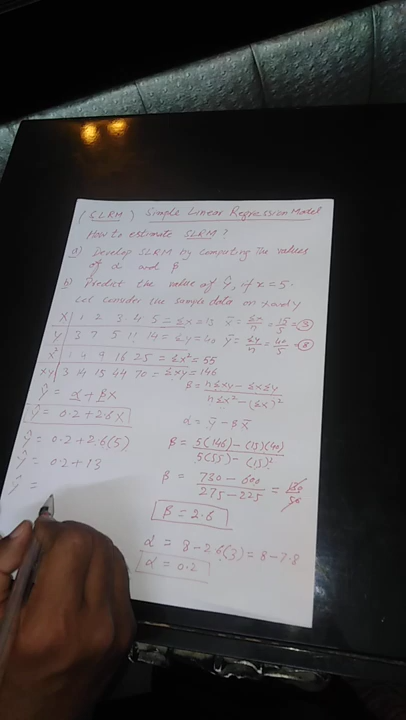 (SLRM) Simple Linear Regression Model
How to estimate SLRM?
a) Develop SLRM by computing the values
of α and β
b) Predict the value of Ŷ, if x = 5.
Let consider the sample data on X and Y
X | 1 2 3 4 5 = Σx = 15 x̄ = Σx/n = 15/5 = 3
Y | 3 7 5 11 14 = Σy = 40 ȳ = Σy/n = 40/5 = 8
X² | 1 4 9 16 25 = Σx² = 55
XY | 3 14 15 44 70 = Σxy = 146
Ŷ = α + βX
Ŷ = 0.2 + 2.6X
Ŷ = 0.2 + 2.6(5)
Ŷ = 0.2 + 13
Ŷ =
β = nΣxy - ΣxΣy / nΣx² - (Σx)²
α = ȳ - βx̄
β = 5(146) - (15)(40) / 5(55) - (15)²
β = 730 - 600 / 275 - 225 = 130/50
β = 2.6
α = 8 - 2.6(3) = 8 - 7.8
α = 0.2